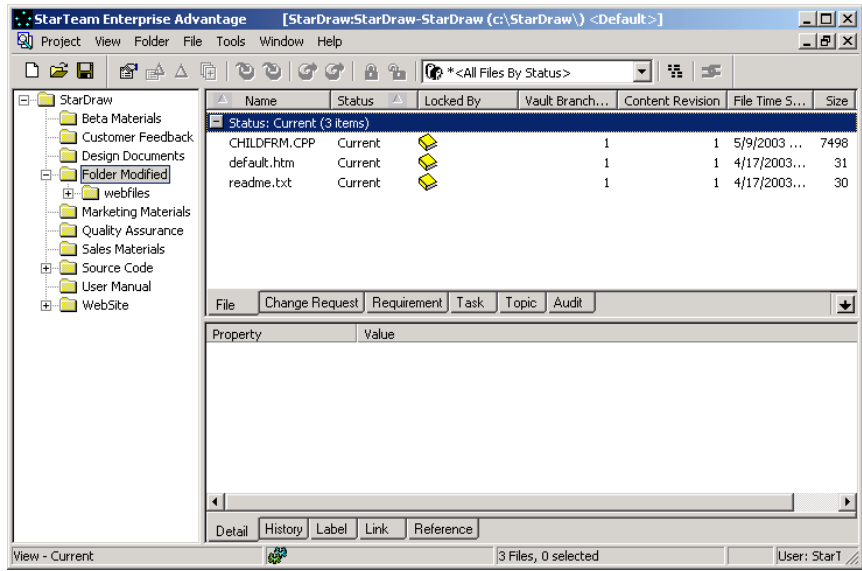 StarTeam Enterprise Advantage [StarDraw:StarDraw-StarDraw (c:\StarDraw\) <Default>]
Project View Folder File Tools Window Help
*<All Files By Status>
StarDraw
Beta Materials
Customer Feedback
Design Documents
Folder Modified
webfiles
Marketing Materials
Quality Assurance
Sales Materials
Source Code
User Manual
WebSite
Name Status Locked By Vault Branch... Content Revision File Time S... Size
Status: Current (3 items)
CHILDFRM.CPP Current 1 1 5/9/2003 ... 7498
default.htm Current 1 1 4/17/2003... 31
readme.txt Current 1 1 4/17/2003... 30
File Change Request Requirement Task Topic Audit
Property Value
Detail History Label Link Reference
View - Current 3 Files, 0 selected User: StarT